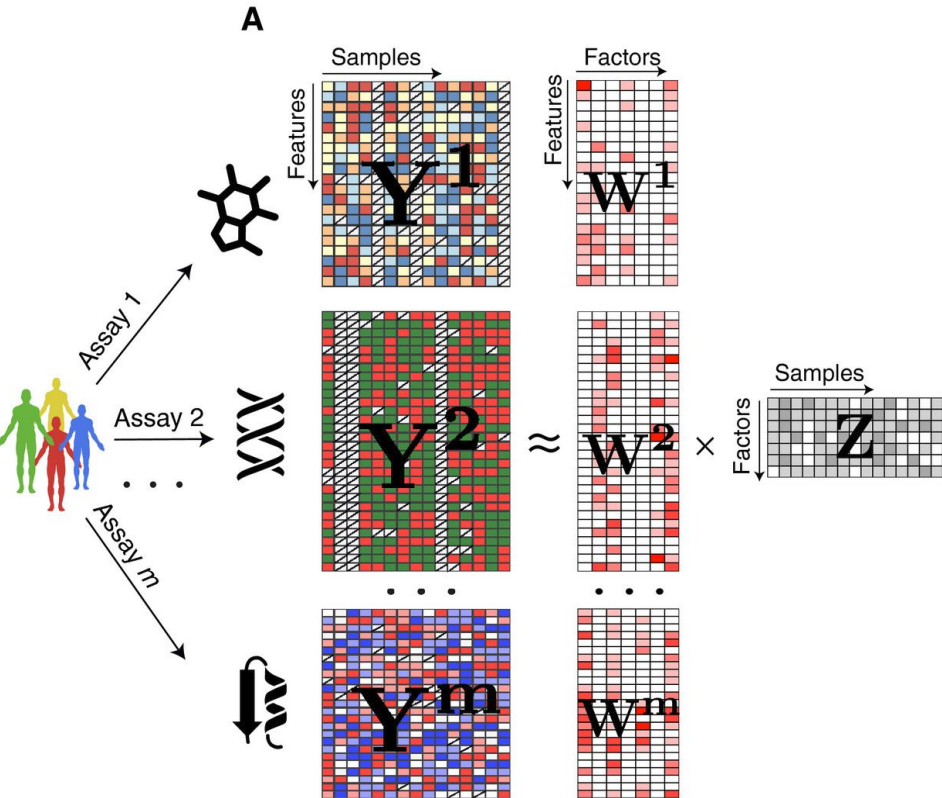 A
Samples
Factors
Features
Features
Y1
W1
Assay 1
Assay 2
. . .
Assay m
Samples
Factors
Y2
≈
W2
×
Z
. . .
. . .
Ym
Wm